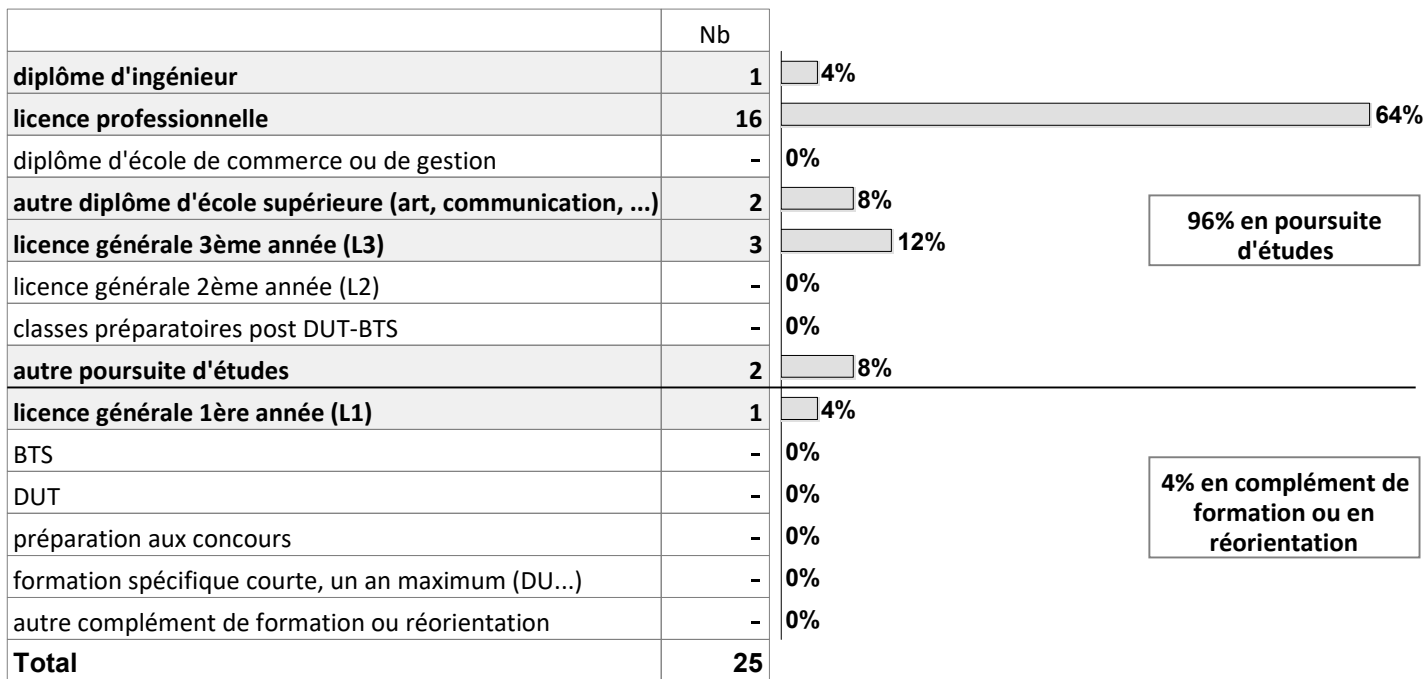 Nb
diplôme d'ingénieur 1 4%
licence professionnelle 16 64%
diplôme d'école de commerce ou de gestion - 0%
autre diplôme d'école supérieure (art, communication, ...) 2 8%
licence générale 3ème année (L3) 3 12%
licence générale 2ème année (L2) - 0%
classes préparatoires post DUT-BTS - 0%
autre poursuite d'études 2 8%
96% en poursuite
d'études
licence générale 1ère année (L1) 1 4%
BTS - 0%
DUT - 0%
préparation aux concours - 0%
formation spécifique courte, un an maximum (DU...) - 0%
autre complément de formation ou réorientation - 0%
4% en complément de
formation ou en
réorientation
Total 25